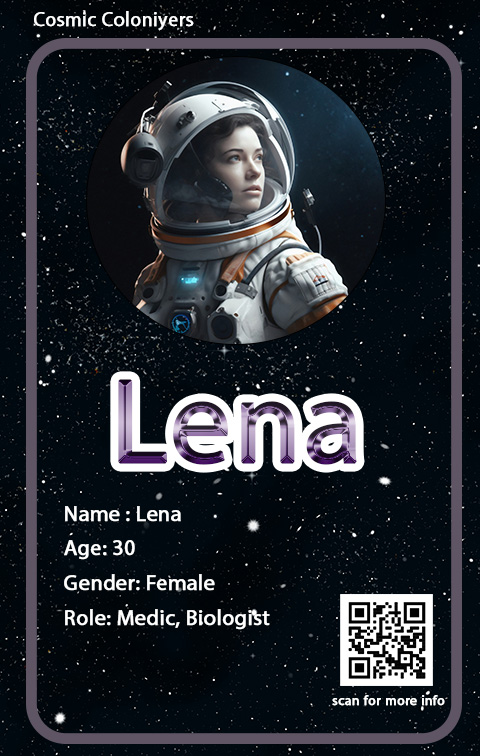 Cosmic Coloniyers
Lena
Name : Lena
Age: 30
Gender: Female
Role: Medic, Biologist
scan for more info